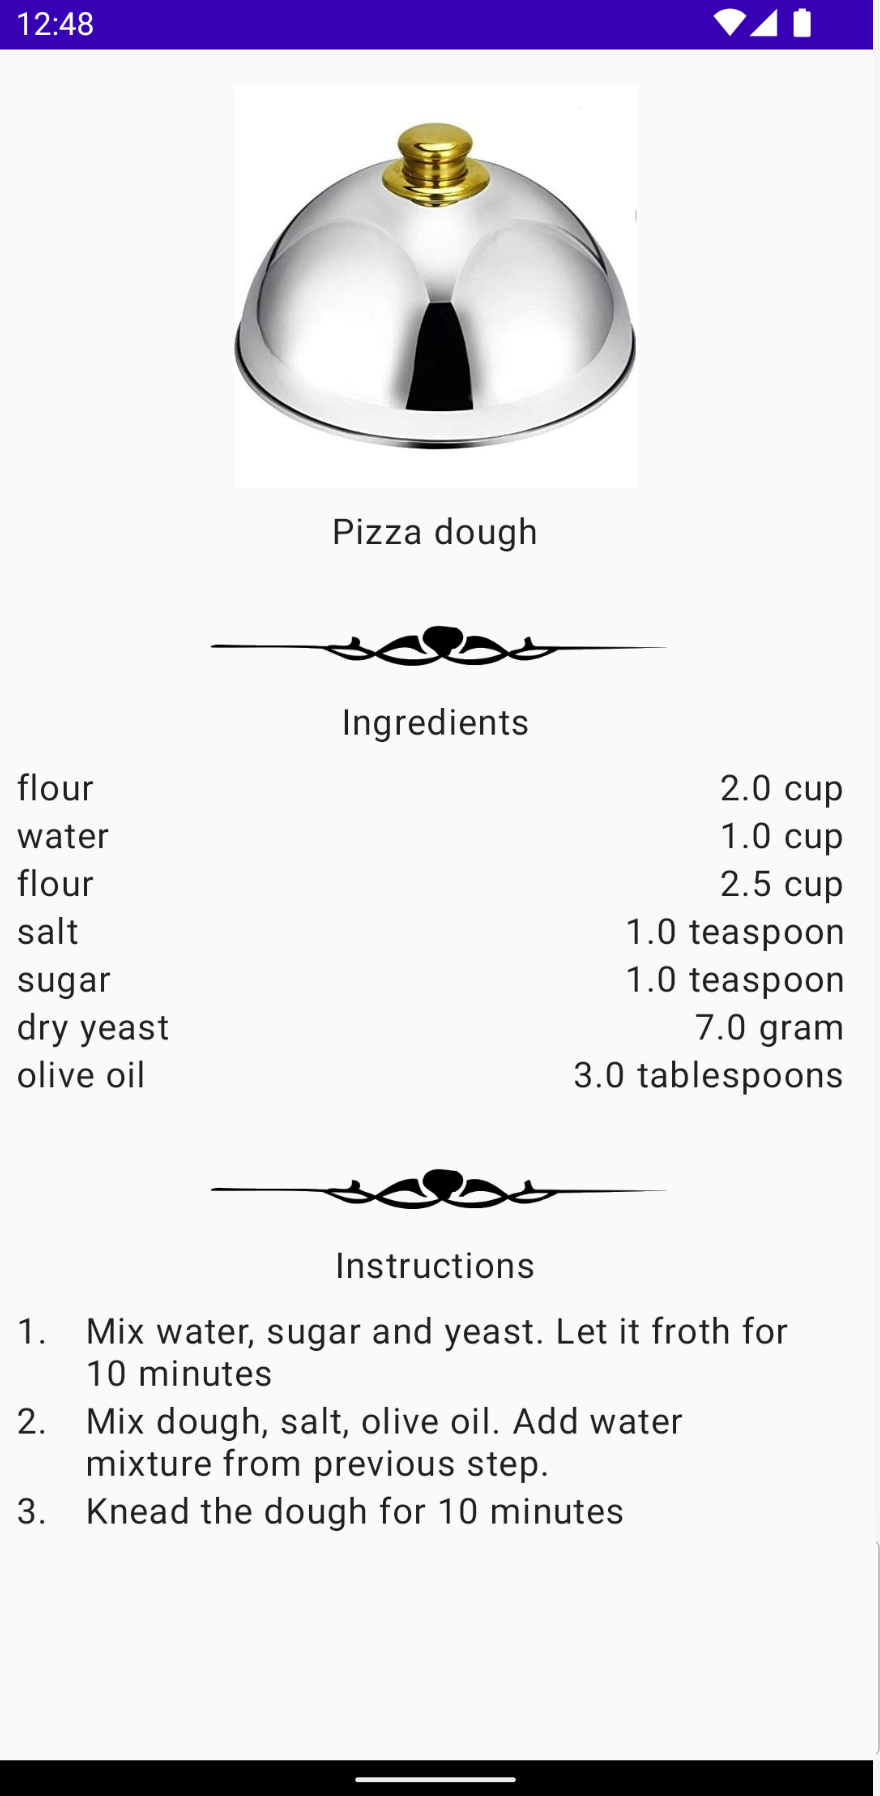 12:48
Pizza dough
Ingredients
flour 2.0 cup
water 1.0 cup
flour 2.5 cup
salt 1.0 teaspoon
sugar 1.0 teaspoon
dry yeast 7.0 gram
olive oil 3.0 tablespoons
Instructions
1. Mix water, sugar and yeast. Let it froth for
10 minutes
2. Mix dough, salt, olive oil. Add water
mixture from previous step.
3. Knead the dough for 10 minutes